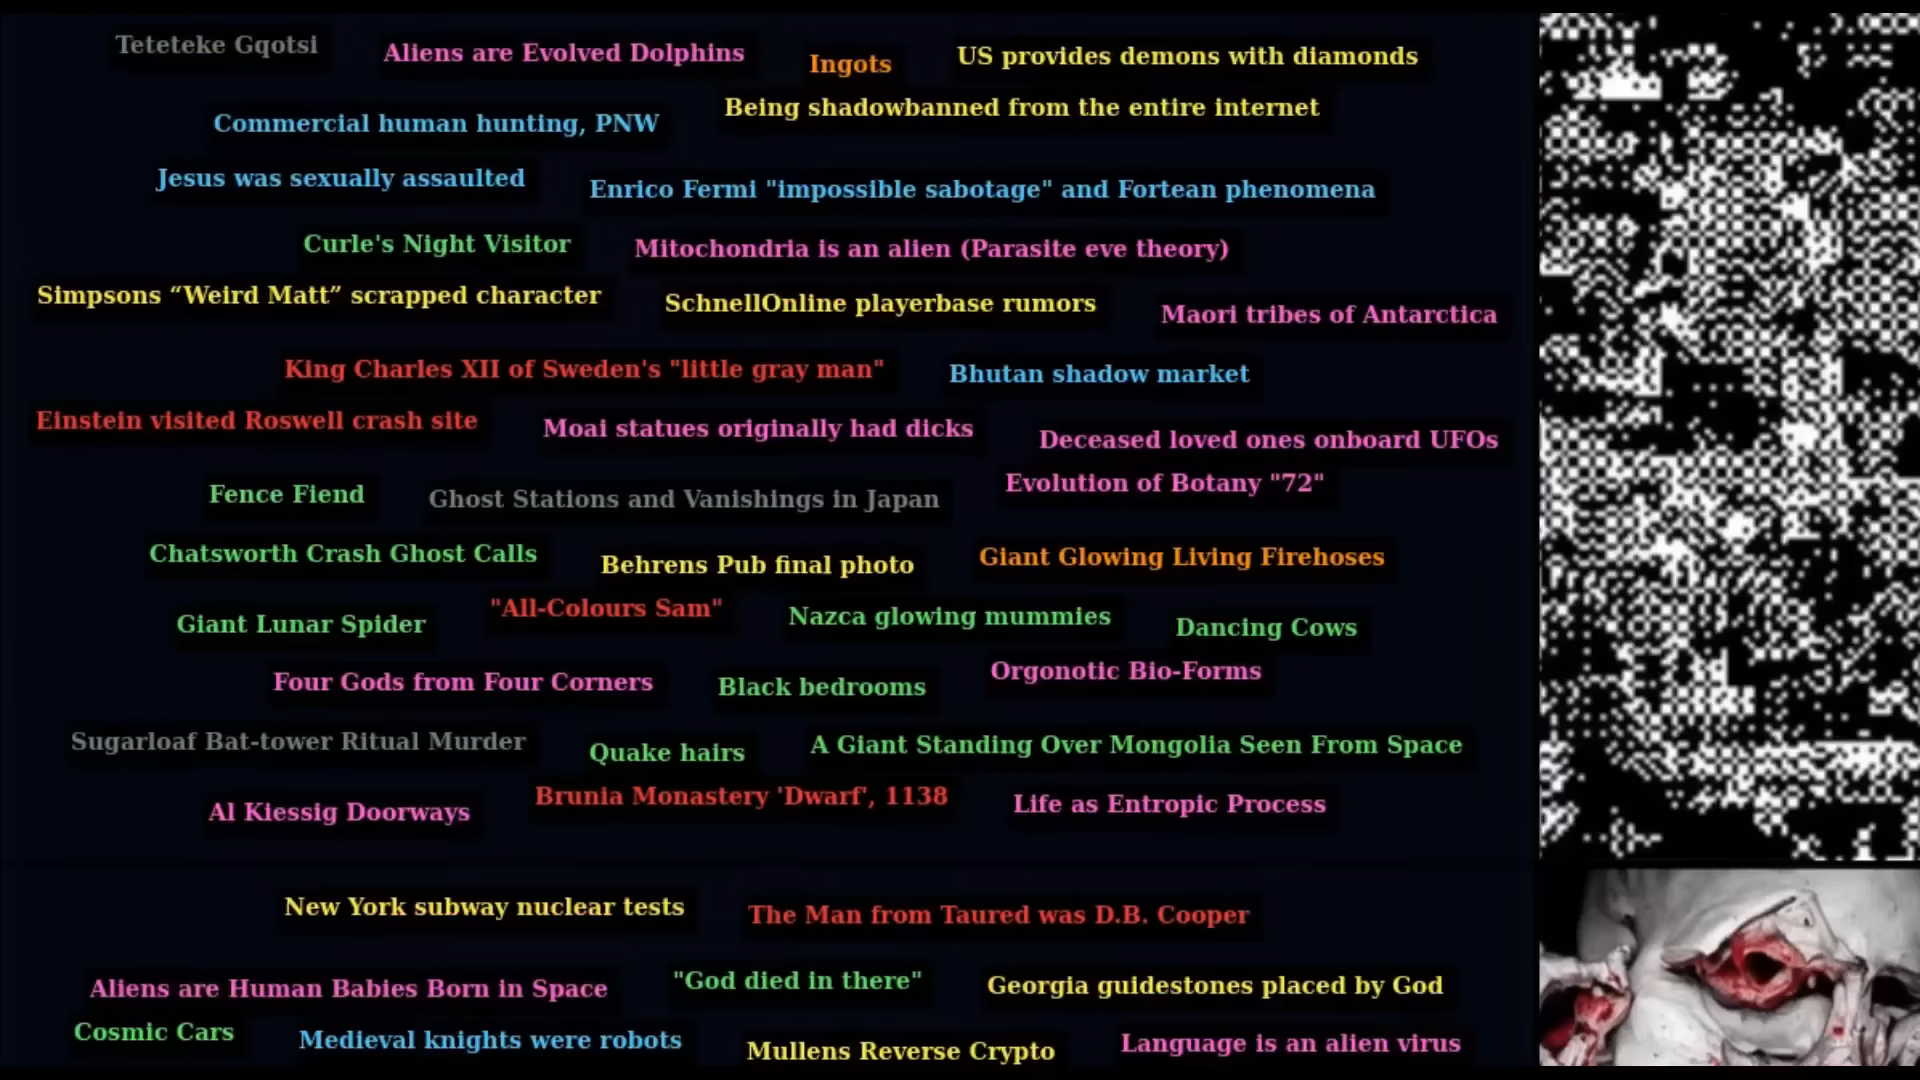 Teteteke Gqotsi
Aliens are Evolved Dolphins
Ingots
US provides demons with diamonds
Commercial human hunting, PNW
Being shadowbanned from the entire internet
Jesus was sexually assaulted
Enrico Fermi "impossible sabotage" and Fortean phenomena
Curle's Night Visitor
Mitochondria is an alien (Parasite eve theory)
Simpsons “Weird Matt” scrapped character
SchnellOnline playerbase rumors
Maori tribes of Antarctica
King Charles XII of Sweden's "little gray man"
Bhutan shadow market
Einstein visited Roswell crash site
Moai statues originally had dicks
Deceased loved ones onboard UFOs
Fence Fiend
Ghost Stations and Vanishings in Japan
Evolution of Botany "72"
Chatsworth Crash Ghost Calls
Behrens Pub final photo
Giant Glowing Living Firehoses
Giant Lunar Spider
"All-Colours Sam"
Nazca glowing mummies
Dancing Cows
Four Gods from Four Corners
Black bedrooms
Orgonotic Bio-Forms
Sugarloaf Bat-tower Ritual Murder
Quake hairs
A Giant Standing Over Mongolia Seen From Space
Al Kiessig Doorways
Brunia Monastery 'Dwarf', 1138
Life as Entropic Process
New York subway nuclear tests
The Man from Taured was D.B. Cooper
Aliens are Human Babies Born in Space
"God died in there"
Georgia guidestones placed by God
Cosmic Cars
Medieval knights were robots
Mullens Reverse Crypto
Language is an alien virus